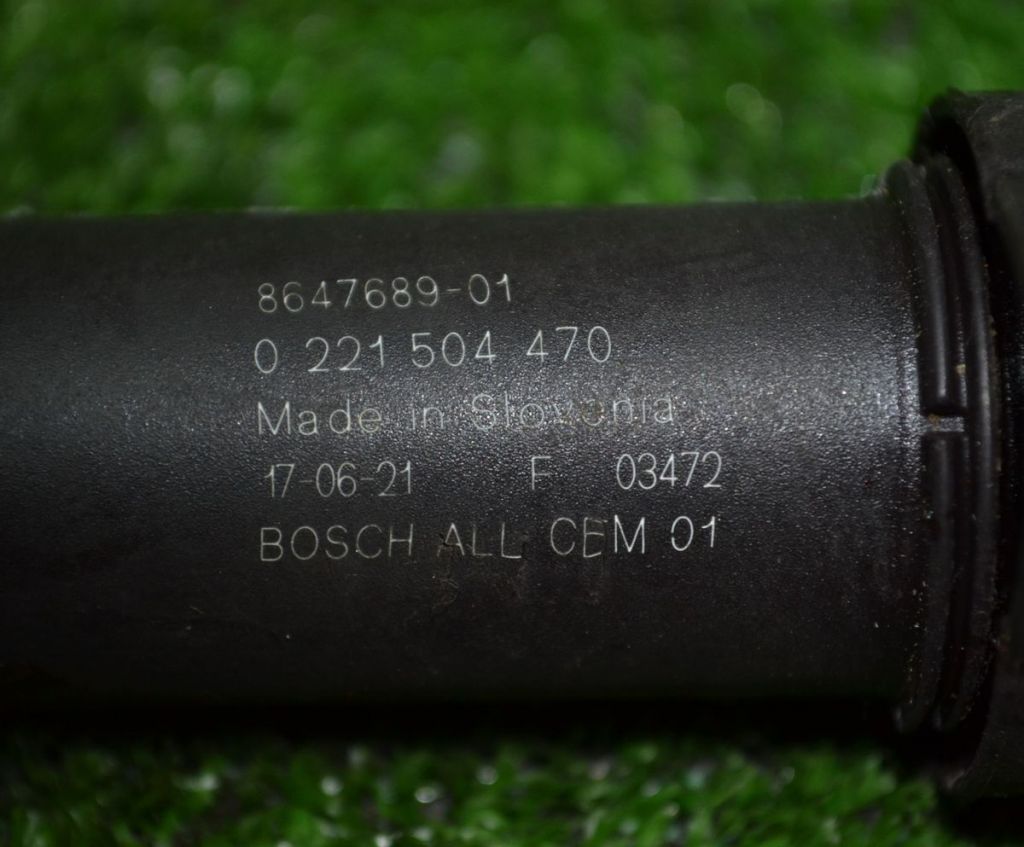 8647689-01
0 221 504 470
Made in Slovenia
17-06-21 F 03472
BOSCH ALL CEM 01